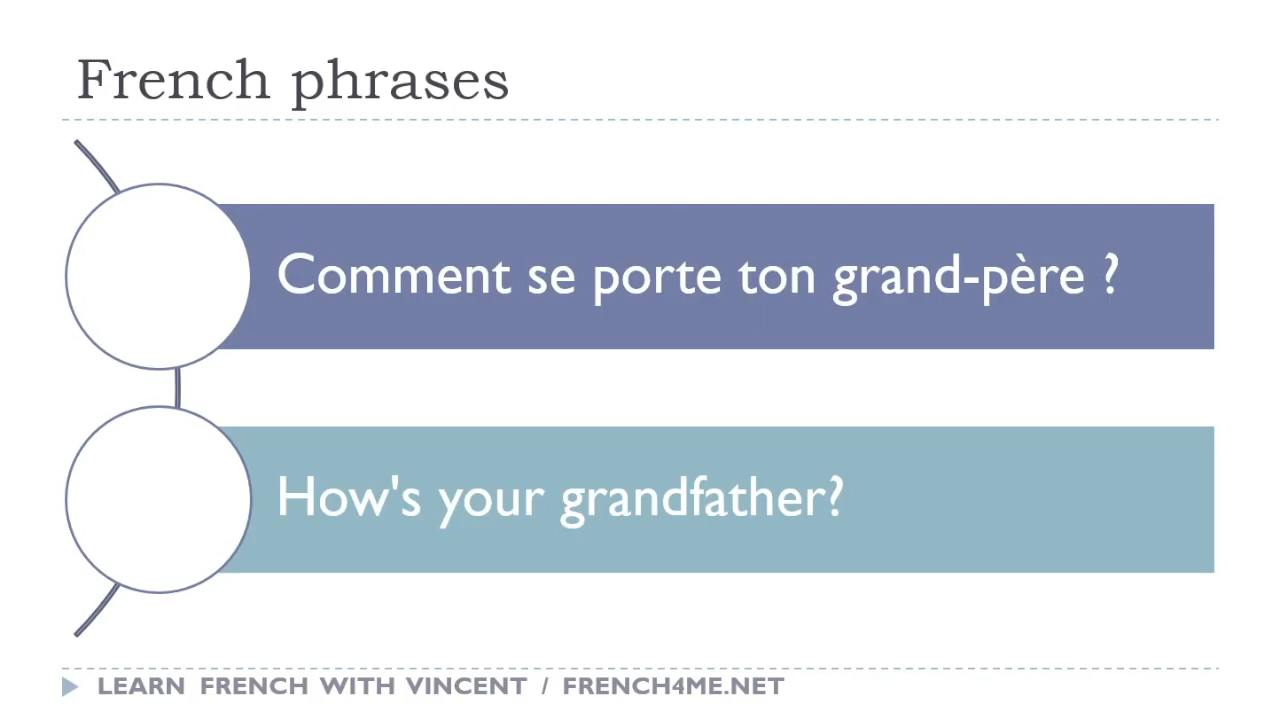 French phrases
Comment se porte ton grand-père ?
How's your grandfather?
LEARN FRENCH WITH VINCENT / FRENCH4ME.NET